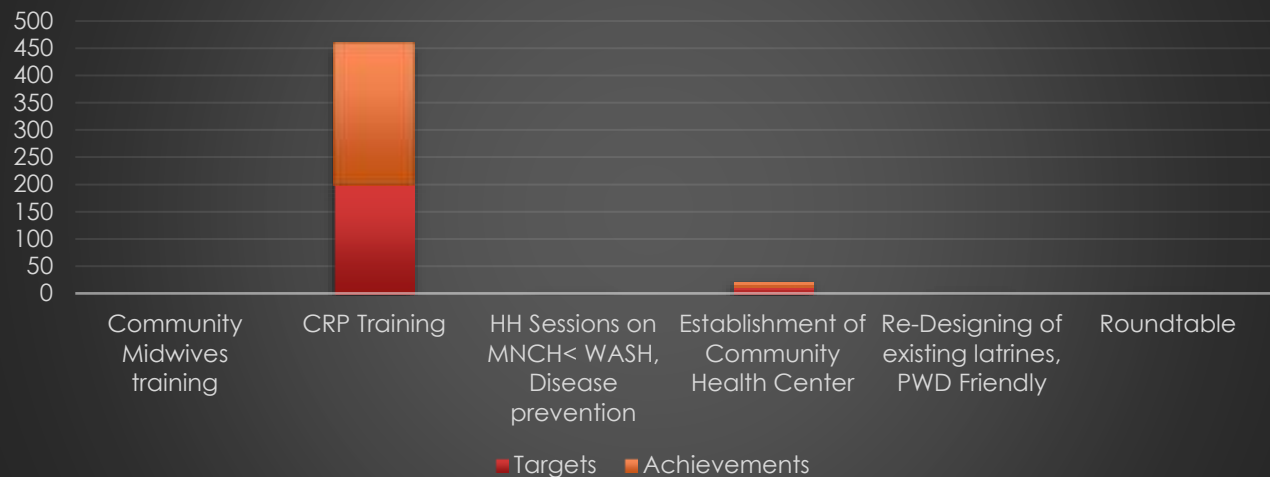 500
450
400
350
300
250
200
150
100
50
0
Community
Midwives
training
CRP Training
HH Sessions on
MNCH< WASH,
Disease
prevention
Establishment of
Community
Health Center
Re-Designing of
existing latrines,
PWD Friendly
Roundtable
Targets Achievements